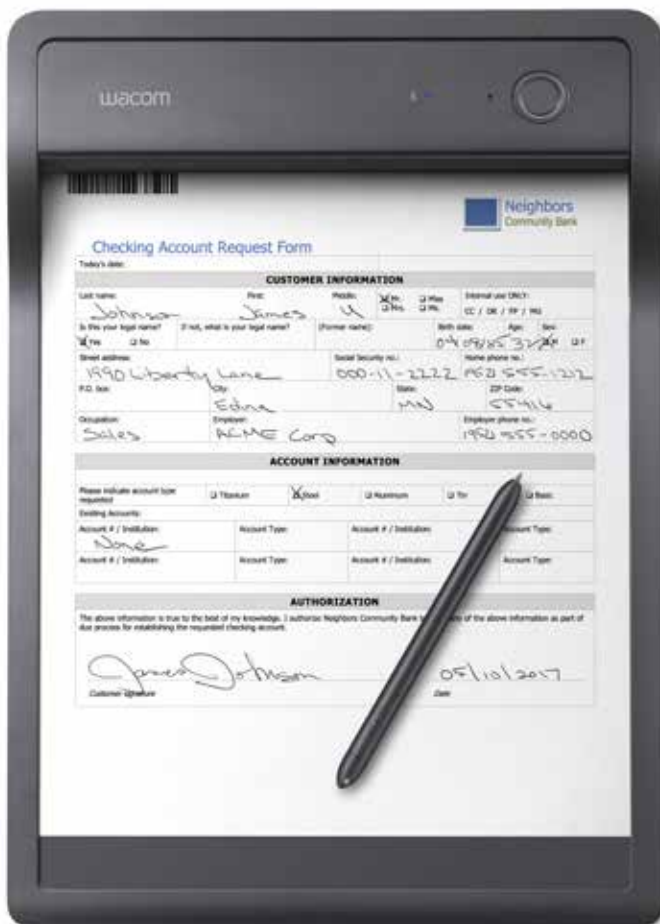 wacom
Neighbors
Community Bank
Checking Account Request Form
Today's date:
CUSTOMER INFORMATION
Last name: First: Middle: Mr. Miss Internal use ONLY:
Johnson James Mrs. Ms. CC / OR / FP / MG
Is this your legal name? If not, what is your legal name? (Former name): Birth date: Age: Sex:
Yes No 04/09/85 32 M F
Street address: Social Security no.: Home phone no.:
1990 Liberty Lane 000-11-2222 555-1212
P.O. box: City: State: ZIP Code:
Edina MN 55416
Occupation: Employer: Employer phone no.:
Sales ACME Corp 555-0000
ACCOUNT INFORMATION
Please indicate account type Titanium Steel Aluminum Tin Basic
requested
Existing Accounts:
Account # / Institution: Account Type: Account # / Institution: Account Type:
None
Account # / Institution: Account Type: Account # / Institution: Account Type:
AUTHORIZATION
The above information is true to the best of my knowledge. I authorize Neighbors Community Bank of the above information as part of
due process for establishing the requested checking account.
James Johnson 05/10/2017
Customer signature Date